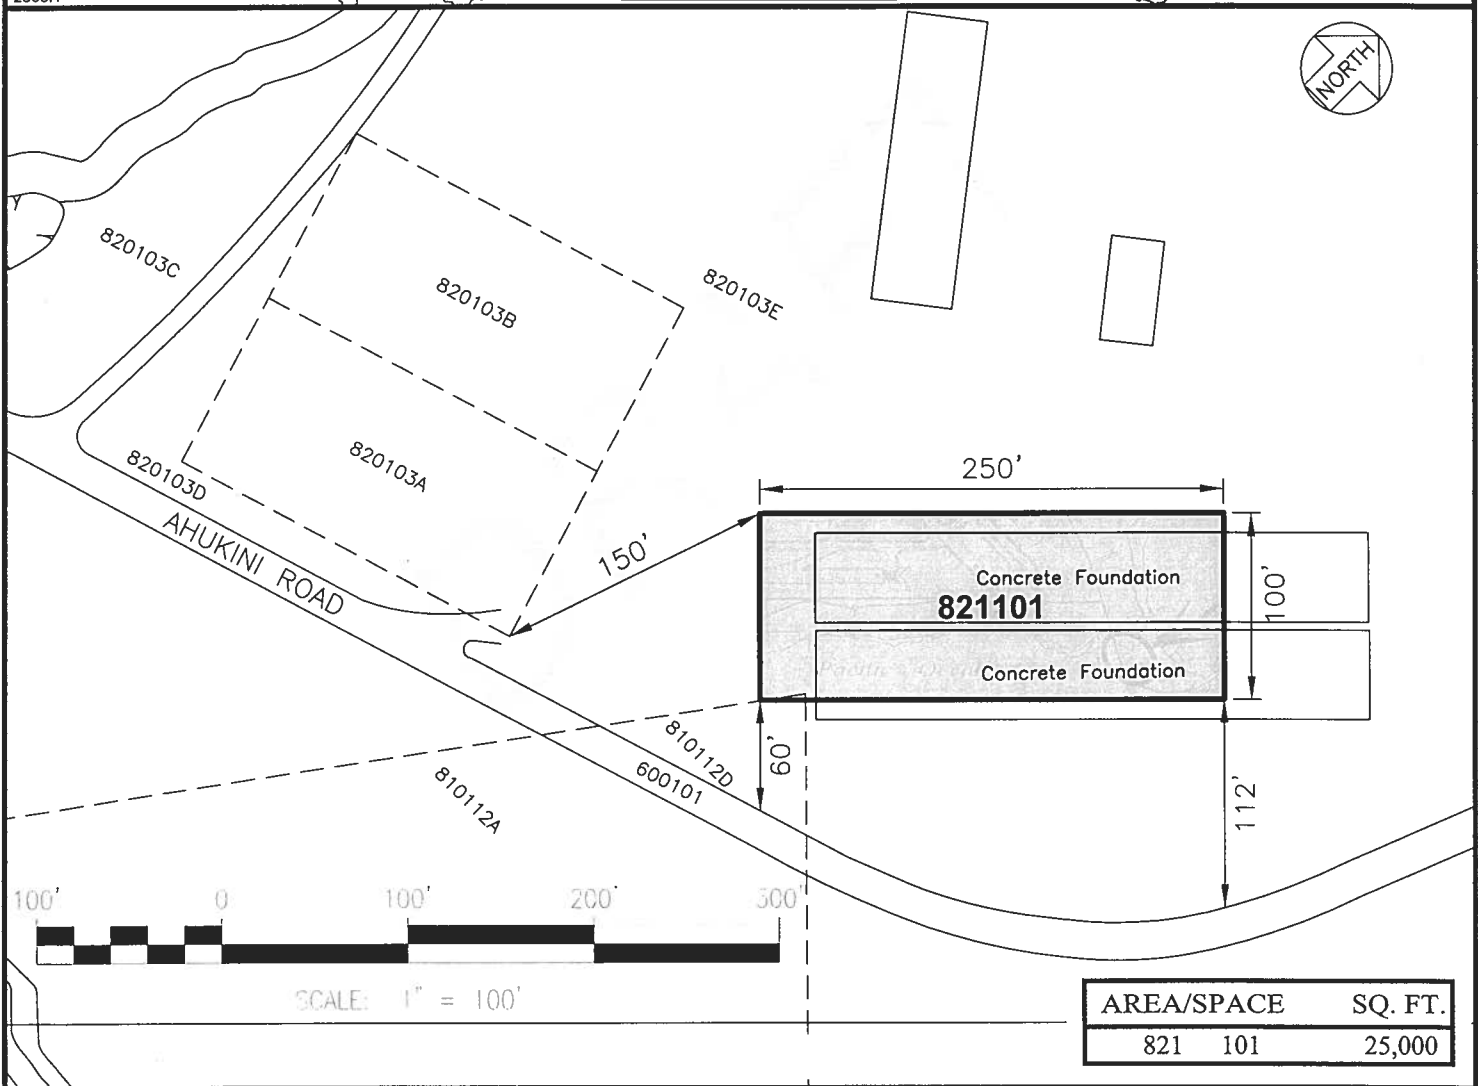 NORTH
820103C
820103B
820103E
820103A
820103D
AHUKINI ROAD
250'
150'
100'
Concrete Foundation
821101
Concrete Foundation
60'
112'
810112D
600101
810112A
100' 0 100' 200' 300'
SCALE: 1" = 100'
AREA/SPACE SQ. FT.
821 101 25,000